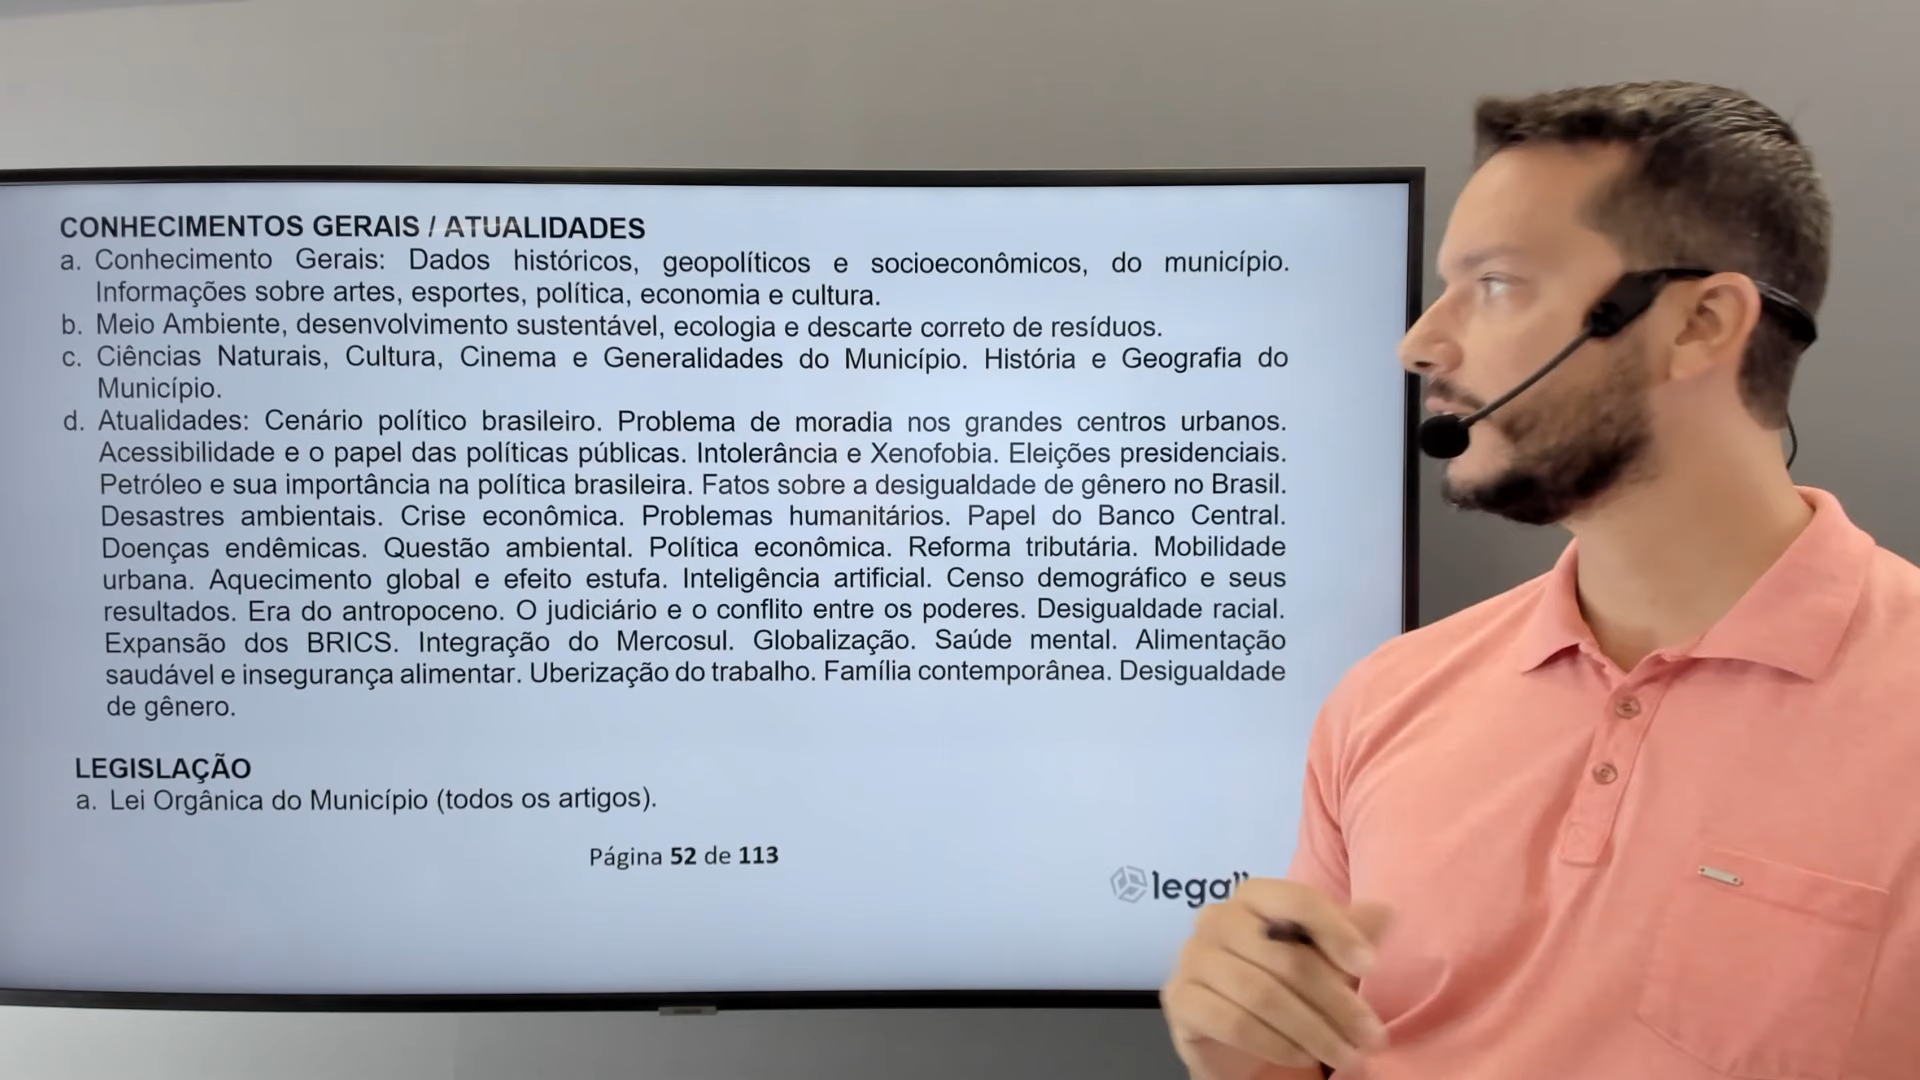 CONHECIMENTOS GERAIS / ATUALIDADES
a. Conhecimento Gerais: Dados históricos, geopolíticos e socioeconômicos, do município.
Informações sobre artes, esportes, política, economia e cultura.
b. Meio Ambiente, desenvolvimento sustentável, ecologia e descarte correto de resíduos.
c. Ciências Naturais, Cultura, Cinema e Generalidades do Município. História e Geografia do
Município.
d. Atualidades: Cenário político brasileiro. Problema de moradia nos grandes centros urbanos.
Acessibilidade e o papel das políticas públicas. Intolerância e Xenofobia. Eleições presidenciais.
Petróleo e sua importância na política brasileira. Fatos sobre a desigualdade de gênero no Brasil.
Desastres ambientais. Crise econômica. Problemas humanitários. Papel do Banco Central.
Doenças endêmicas. Questão ambiental. Política econômica. Reforma tributária. Mobilidade
urbana. Aquecimento global e efeito estufa. Inteligência artificial. Censo demográfico e seus
resultados. Era do antropoceno. O judiciário e o conflito entre os poderes. Desigualdade racial.
Expansão dos BRICS. Integração do Mercosul. Globalização. Saúde mental. Alimentação
saudável e insegurança alimentar. Uberização do trabalho. Família contemporânea. Desigualdade
de gênero.
LEGISLAÇÃO
a. Lei Orgânica do Município (todos os artigos).
Página 52 de 113